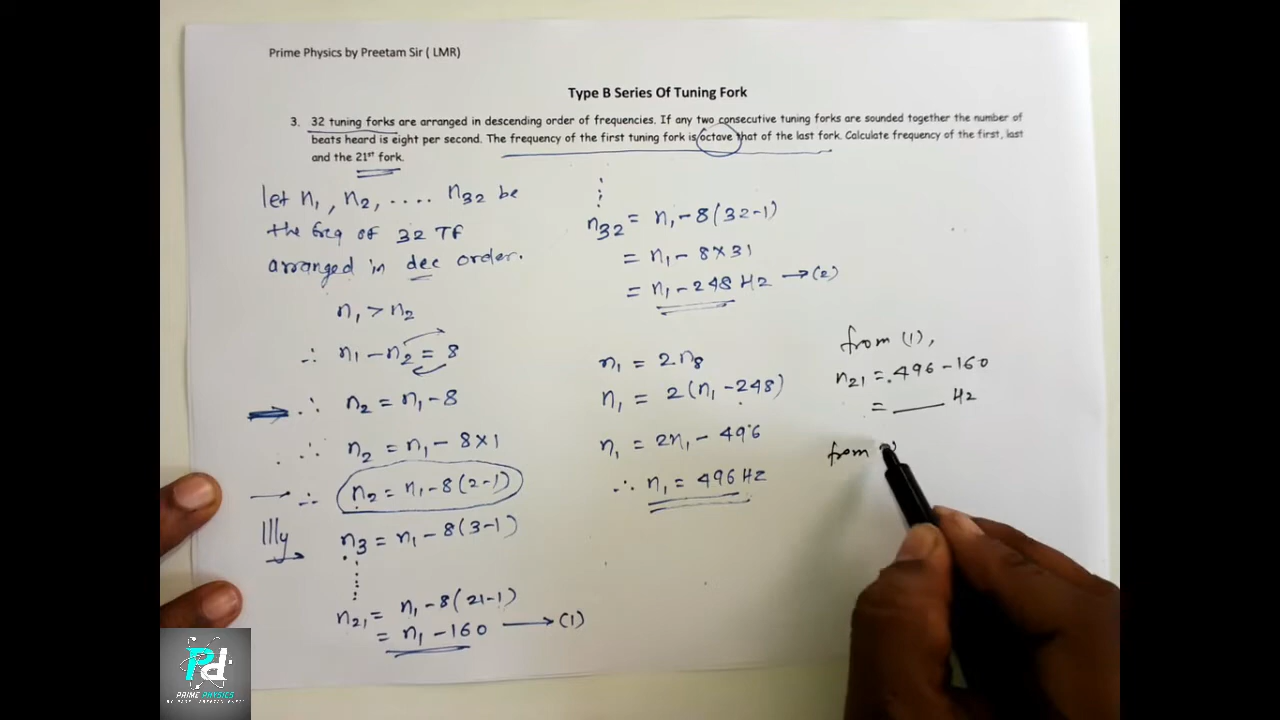 Prime Physics by Preetam Sir ( LMR)
Type B Series Of Tuning Fork
3. 32 tuning forks are arranged in descending order of frequencies. If any two consecutive tuning forks are sounded together the number of
beats heard is eight per second. The frequency of the first tuning fork is octave that of the last fork. Calculate frequency of the first, last
and the 21st fork.
let n1, n2, .... n32 be
the frq of 32 TF
arranged in dec order.
n1 > n2
∴ n1 - n2 = 8
∴ n2 = n1 - 8
∴ n2 = n1 - 8×1
∴ n2 = n1 - 8(2-1)
Illly n3 = n1 - 8(3-1)
n21 = n1 - 8(21-1)
= n1 - 160 → (1)
n32 = n1 - 8(32-1)
= n1 - 8×31
= n1 - 248 Hz → (2)
n1 = 2n8
n1 = 2(n1 - 248)
n1 = 2n1 - 496
∴ n1 = 496 Hz
from (1),
n21 = 496 - 160
= ___ Hz
from
Pd
PRIME PHYSICS